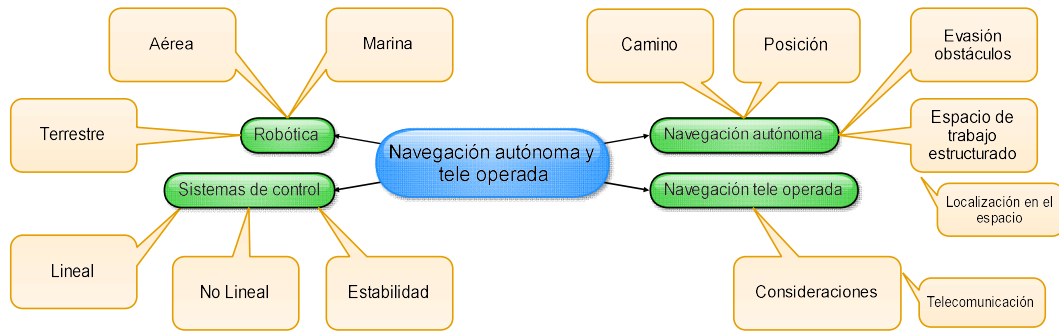 Aérea
Marina
Camino
Posición
Evasión
obstáculos
Terrestre
Robótica
Navegación autónoma y
tele operada
Navegación autónoma
Espacio de
trabajo
estructurado
Sistemas de control
Navegación tele operada
Localización en el
espacio
Lineal
No Lineal
Estabilidad
Consideraciones
Telecomunicación